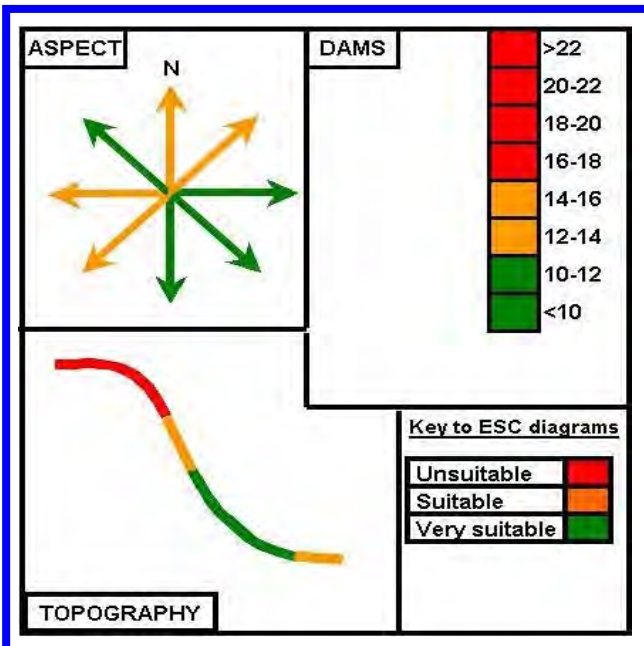 ASPECT
N
DAMS
>22
20-22
18-20
16-18
14-16
12-14
10-12
<10
Key to ESC diagrams
Unsuitable
Suitable
Very suitable
TOPOGRAPHY